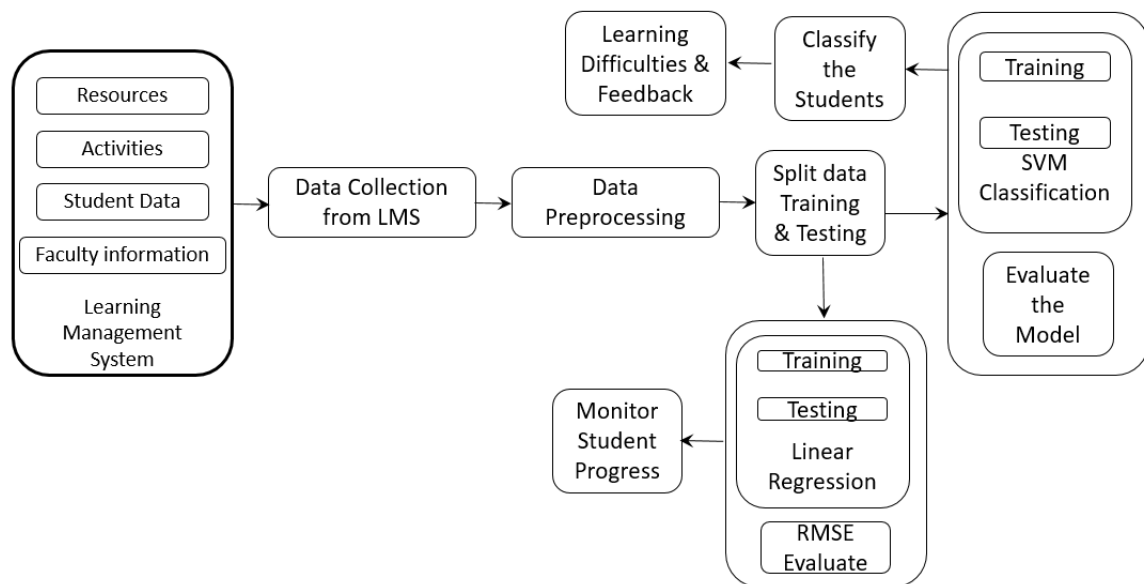 Resources
Activities
Student Data
Faculty information
Learning
Management
System
Data Collection
from LMS
Data
Preprocessing
Split data
Training
& Testing
Learning
Difficulties &
Feedback
Classify
the
Students
Training
Testing
SVM
Classification
Evaluate
the
Model
Training
Testing
Linear
Regression
RMSE
Evaluate
Monitor
Student
Progress